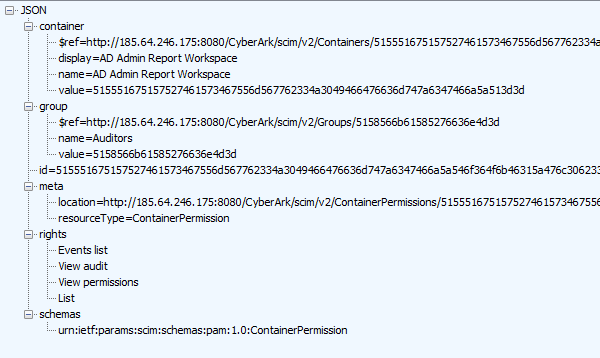 JSON
container
$ref=http://185.64.246.175:8080/CyberArk/scim/v2/Containers/515551675157527461573467556d567762334a
display=AD Admin Report Workspace
name=AD Admin Report Workspace
value=515551675157527461573467556d567762334a3049466476636d747a6347466a5a513d3d
group
$ref=http://185.64.246.175:8080/CyberArk/scim/v2/Groups/5158566b61585276636e4d3d
name=Auditors
value=5158566b61585276636e4d3d
id=515551675157527461573467556d567762334a3049466476636d747a6347466a5a546f364f6b46315a476c306233
meta
location=http://185.64.246.175:8080/CyberArk/scim/v2/ContainerPermissions/5155516751575274615734675 56d
resourceType=ContainerPermission
rights
Events list
View audit
View permissions
List
schemas
urn:ietf:params:scim:schemas:pam:1.0:ContainerPermission